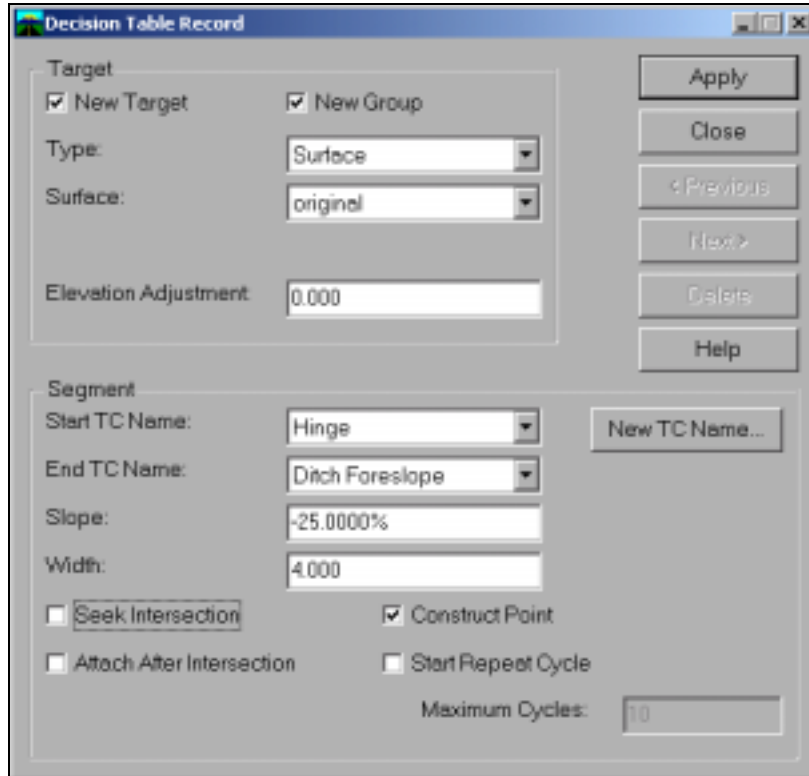 Decision Table Record
Target
New Target
New Group
Type:
Surface
Surface:
original
Elevation Adjustment:
0.000
Apply
Close
< Previous
Next >
Delete
Help
Segment
Start TC Name:
Hinge
New TC Name...
End TC Name:
Ditch Foreslope
Slope:
-25.0000%
Width:
4.000
Seek Intersection
Construct Point
Attach After Intersection
Start Repeat Cycle
Maximum Cycles:
10